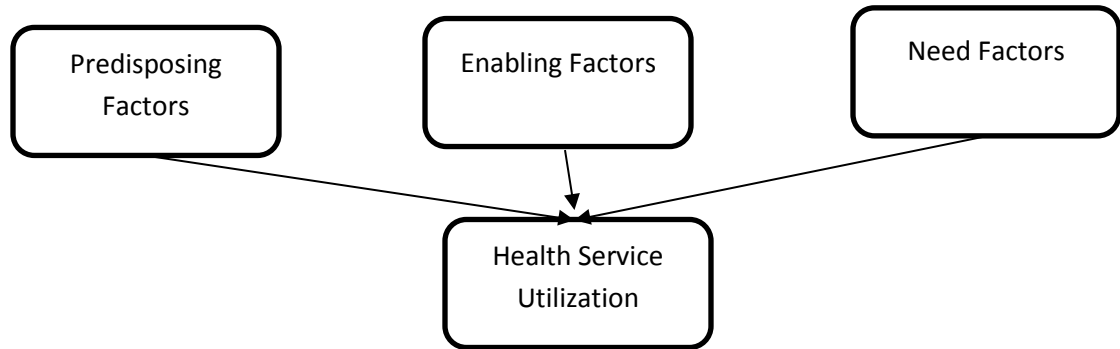 Predisposing
Factors
Enabling Factors
Need Factors
Health Service
Utilization